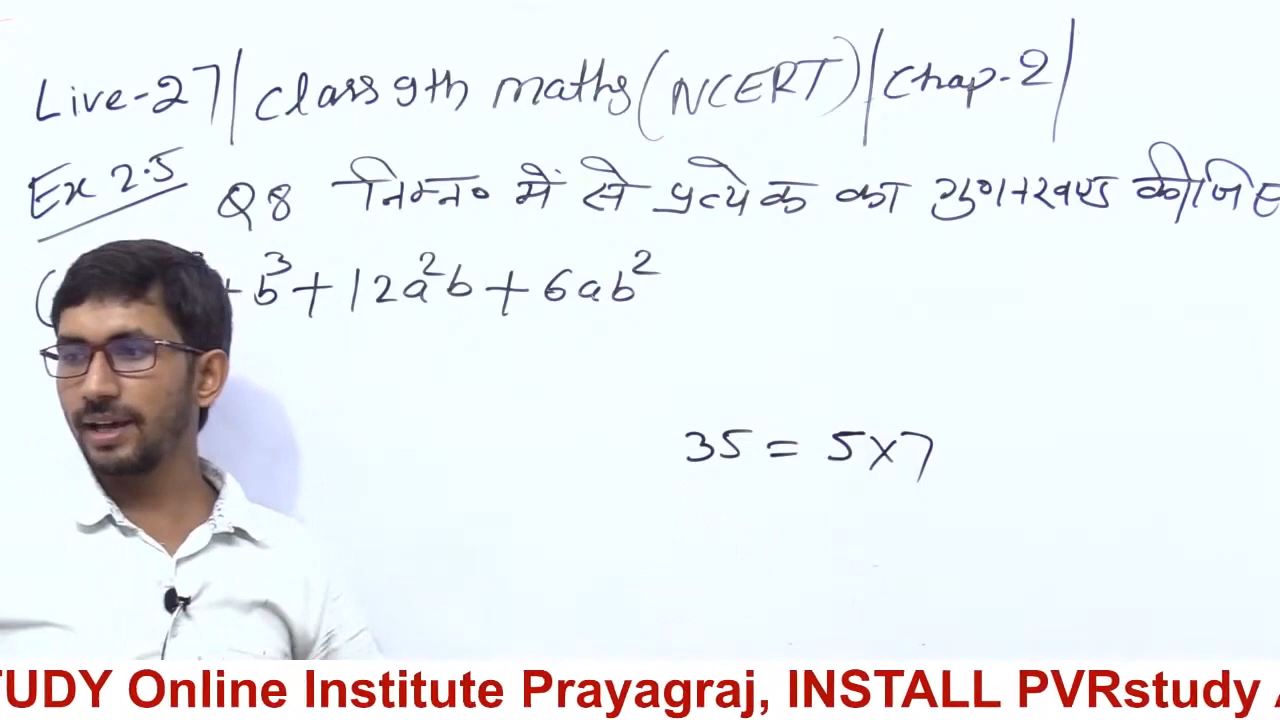 Live-27| Class 9th maths (NCERT)| Chap-2|
Ex 2.5 Q8 निम्न० में से प्रत्येक का गुणनखण्ड कीजिए
b³ + 12a²b + 6ab²
35 = 5×7
TUDY Online Institute Prayagraj, INSTALL PVRstudy A